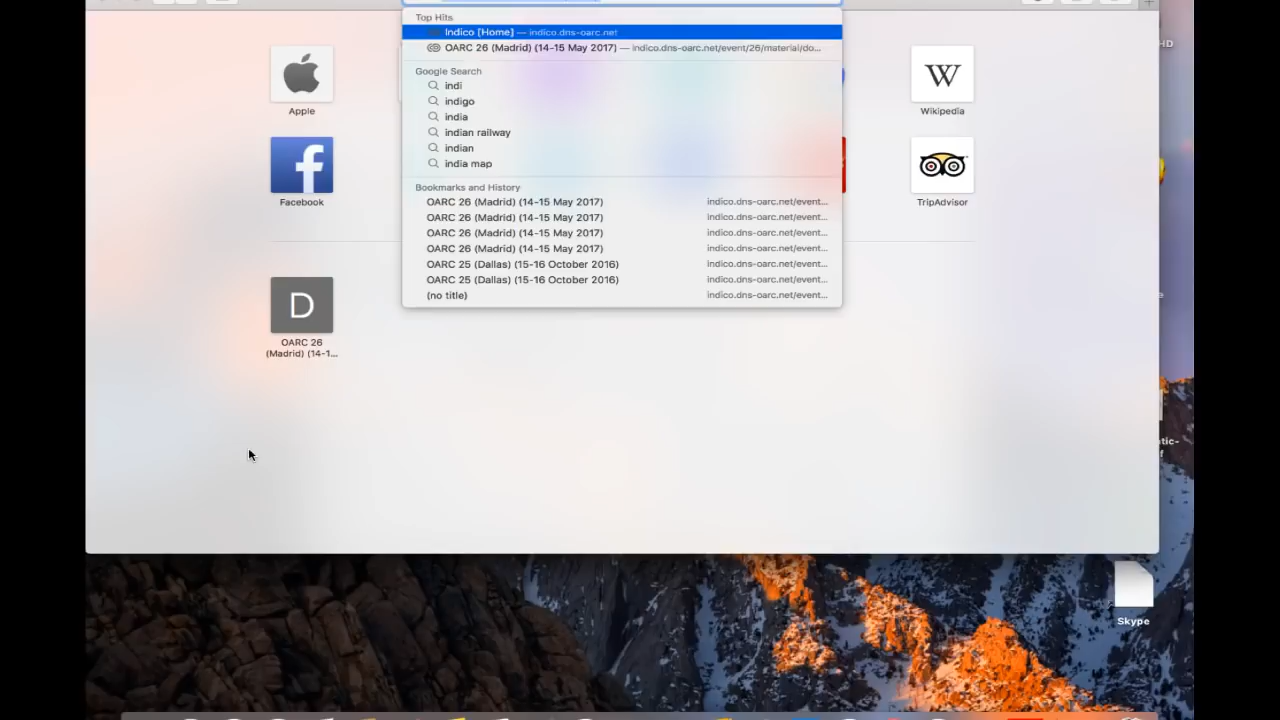 Top Hits
Indico [Home] — indico.dns-oarc.net
OARC 26 (Madrid) (14-15 May 2017) — indico.dns-oarc.net/event/26/material/do...
Google Search
indi
indigo
india
indian railway
indian
india map
Bookmarks and History
OARC 26 (Madrid) (14-15 May 2017) indico.dns-oarc.net/event...
OARC 26 (Madrid) (14-15 May 2017) indico.dns-oarc.net/event...
OARC 26 (Madrid) (14-15 May 2017) indico.dns-oarc.net/event...
OARC 26 (Madrid) (14-15 May 2017) indico.dns-oarc.net/event...
OARC 25 (Dallas) (15-16 October 2016) indico.dns-oarc.net/event...
OARC 25 (Dallas) (15-16 October 2016) indico.dns-oarc.net/event...
(no title) indico.dns-oarc.net/event...
Apple
W
Wikipedia
HD
f
Facebook
TripAdvisor
D
OARC 26
(Madrid) (14-1...
tic-
f
Skype